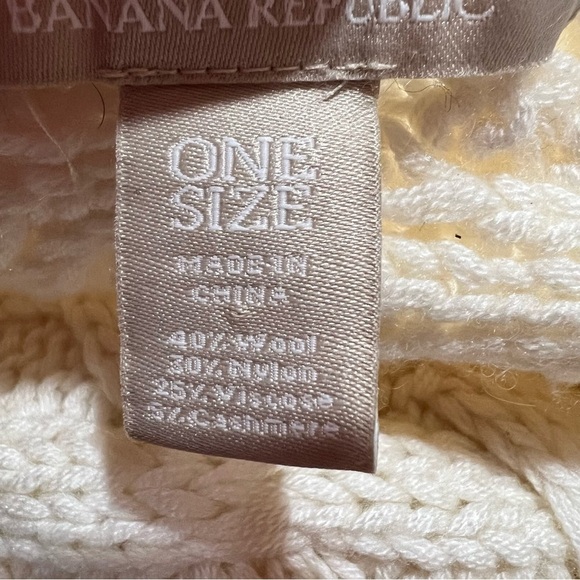 BANANA REPUBLIC
ONE
SIZE
MADE IN
CHINA
40% Wool
30% Nylon
25% Viscose
5% Cashmere